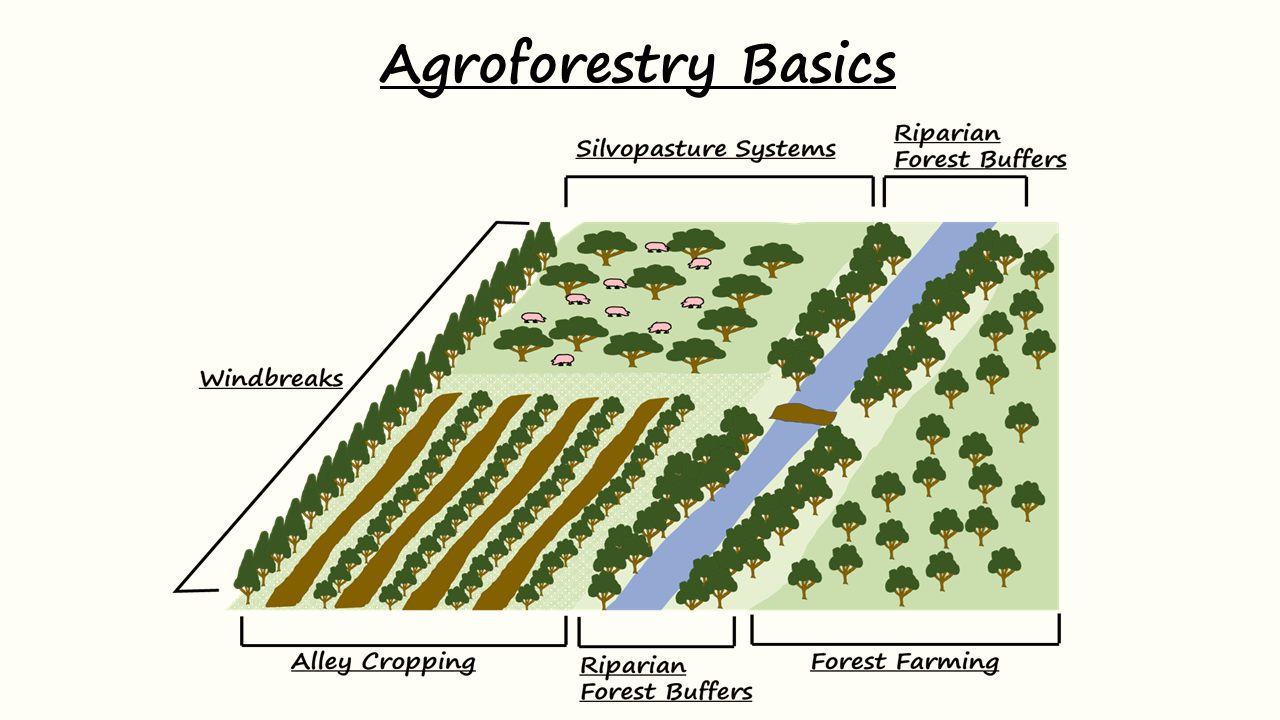 Agroforestry Basics
Silvopasture Systems
Riparian
Forest Buffers
Windbreaks
Alley Cropping
Riparian
Forest Buffers
Forest Farming